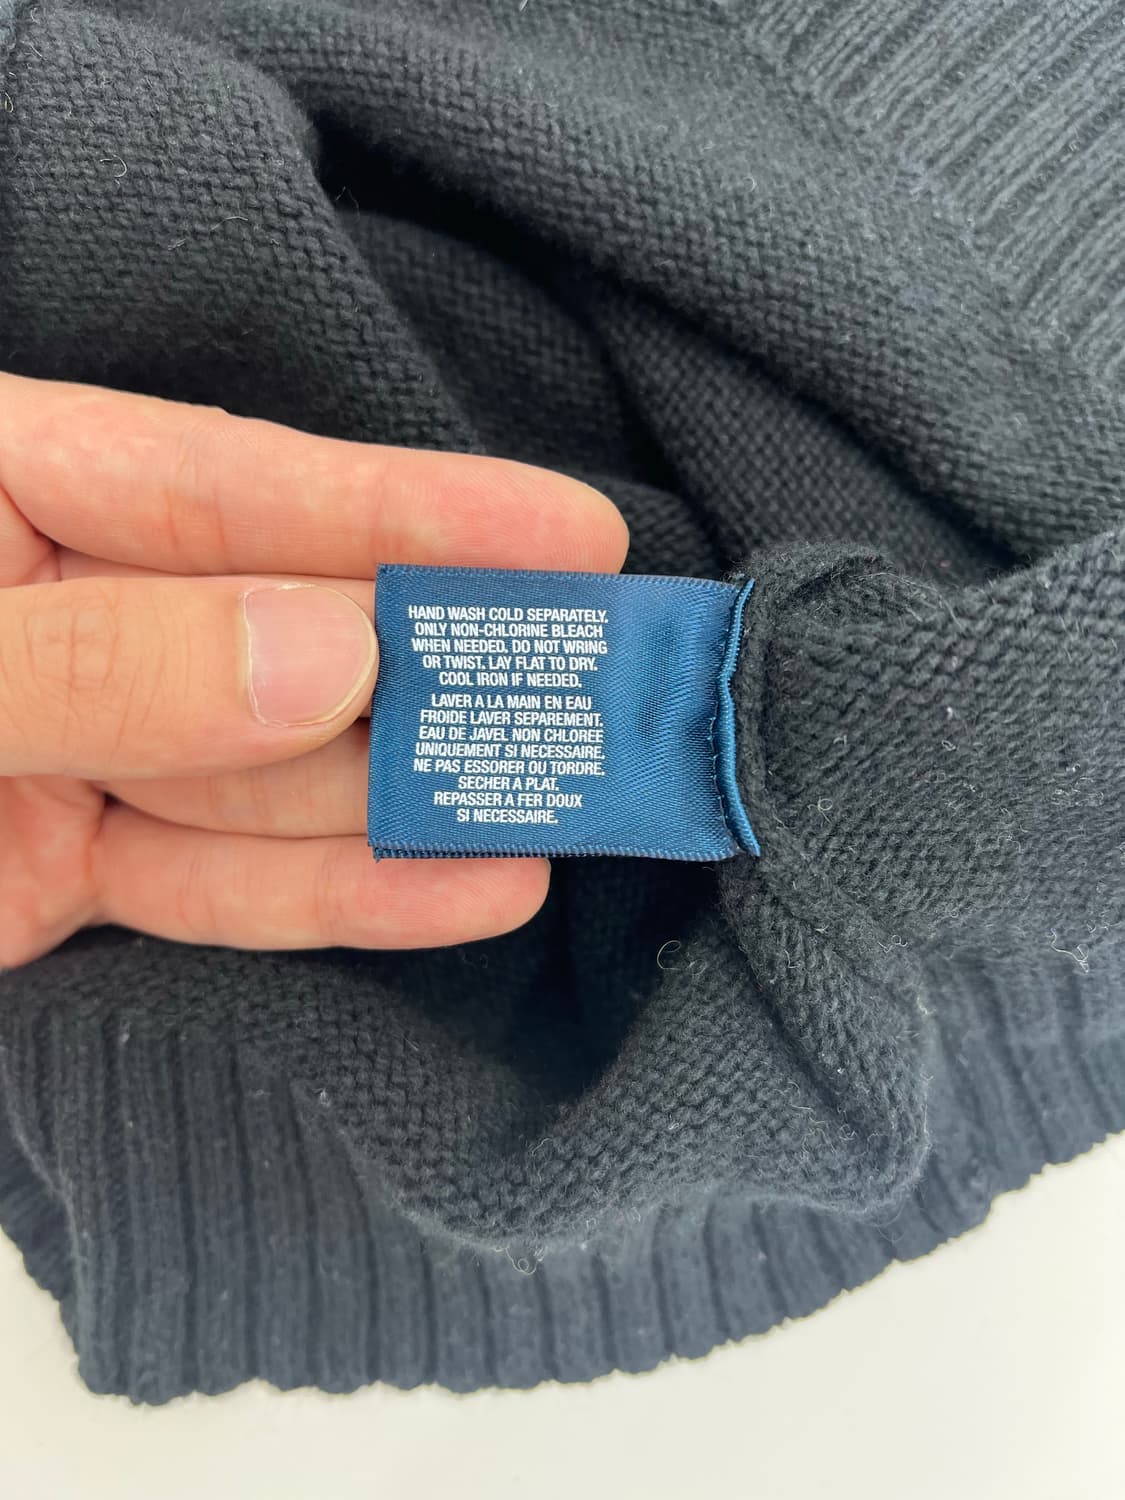 HAND WASH COLD SEPARATELY.
ONLY NON-CHLORINE BLEACH
WHEN NEEDED. DO NOT WRING
OR TWIST. LAY FLAT TO DRY.
COOL IRON IF NEEDED.
LAVER A LA MAIN EN EAU
FROIDE LAVER SEPAREMENT.
EAU DE JAVEL NON CHLOREE
UNIQUEMENT SI NECESSAIRE.
NE PAS ESSORER OU TORDRE.
SECHER A PLAT.
REPASSER A FER DOUX
SI NECESSAIRE.